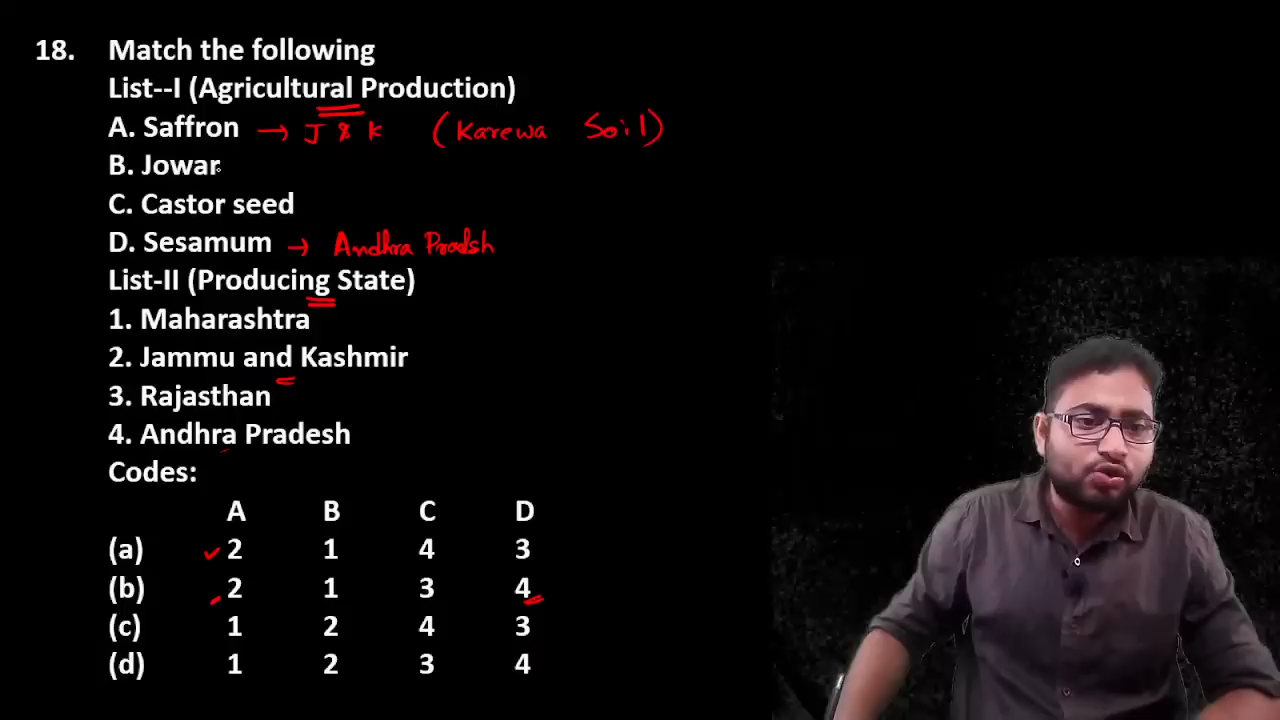 18. Match the following
List--I (Agricultural Production)
A. Saffron → J & K (Karewa Soil)
B. Jowar
C. Castor seed
D. Sesamum → Andhra Pradsh
List-II (Producing State)
1. Maharashtra
2. Jammu and Kashmir
3. Rajasthan
4. Andhra Pradesh
Codes:
A B C D
(a) ✓ 2 1 4 3
(b) 2 1 3 4
(c) 1 2 4 3
(d) 1 2 3 4